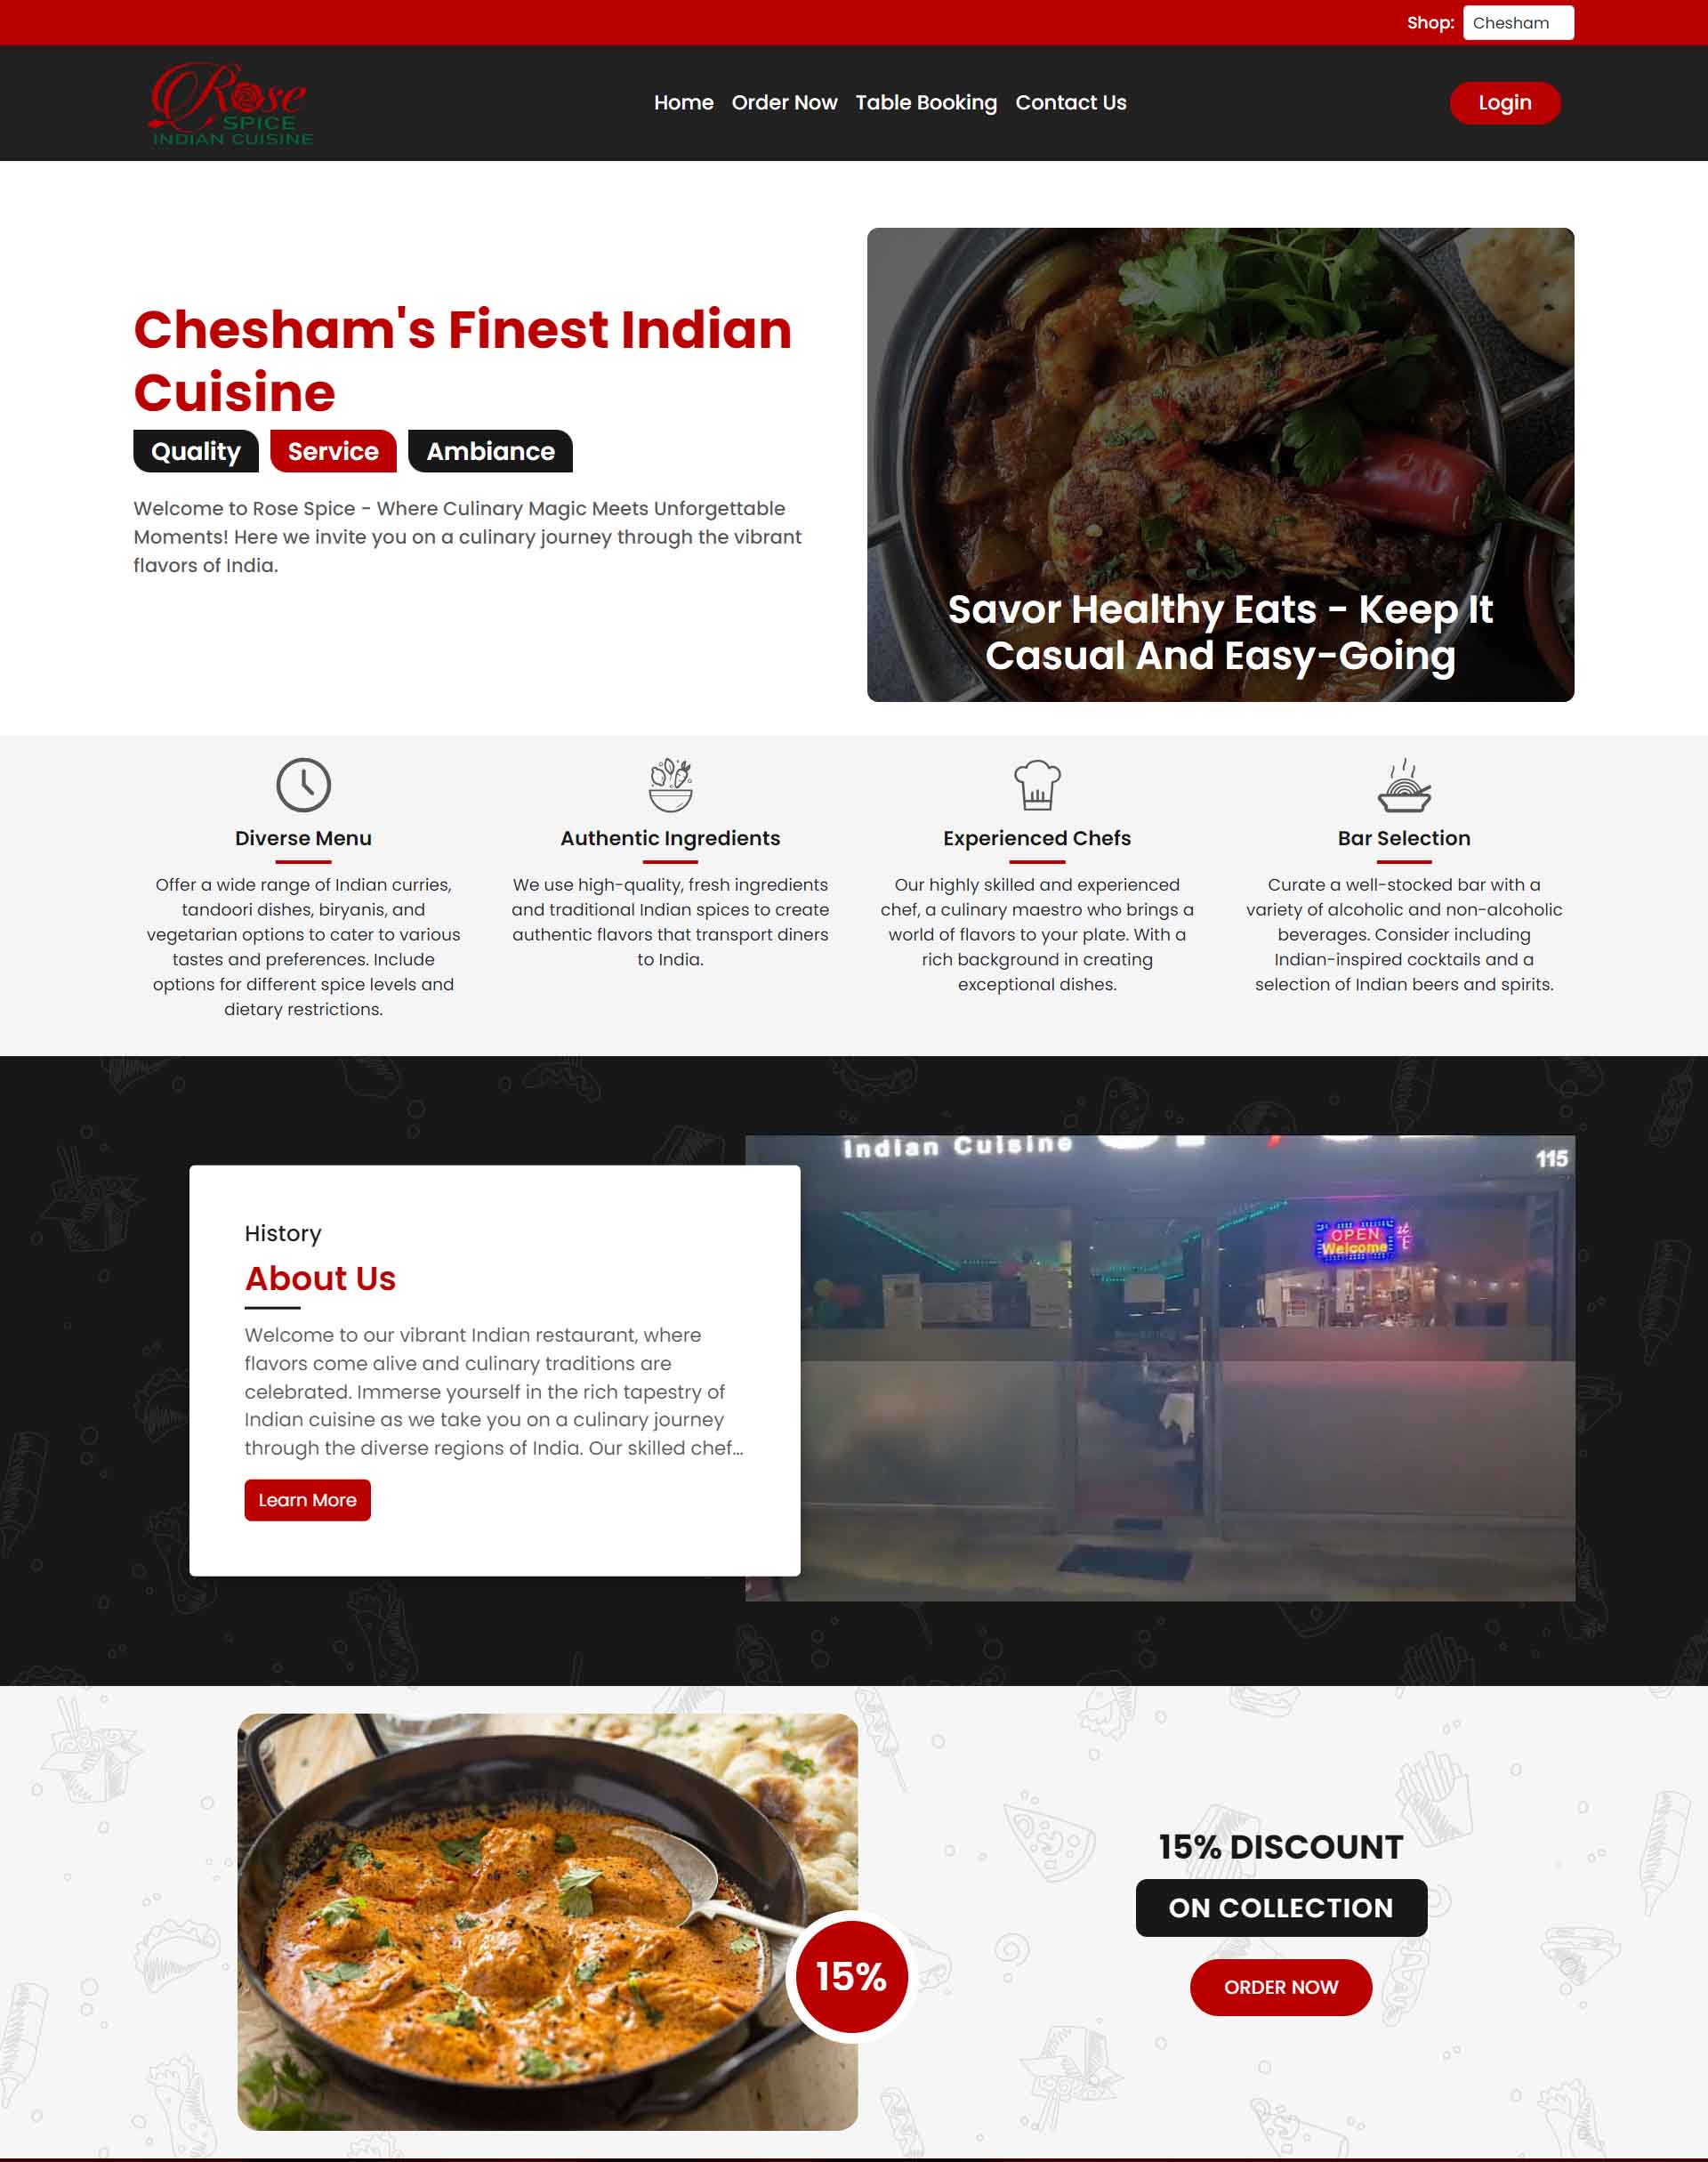 Shop: Chesham
Rose
SPICE
INDIAN CUISINE
Home Order Now Table Booking Contact Us
Login
Chesham's Finest Indian
Cuisine
Quality Service Ambiance
Welcome to Rose Spice - Where Culinary Magic Meets Unforgettable
Moments! Here we invite you on a culinary journey through the vibrant
flavors of India.
Savor Healthy Eats - Keep It
Casual And Easy-Going
Diverse Menu
Offer a wide range of Indian curries,
tandoori dishes, biryanis, and
vegetarian options to cater to various
tastes and preferences. Include
options for different spice levels and
dietary restrictions.
Authentic Ingredients
We use high-quality, fresh ingredients
and traditional Indian spices to create
authentic flavors that transport diners
to India.
Experienced Chefs
Our highly skilled and experienced
chef, a culinary maestro who brings a
world of flavors to your plate. With a
rich background in creating
exceptional dishes.
Bar Selection
Curate a well-stocked bar with a
variety of alcoholic and non-alcoholic
beverages. Consider including
Indian-inspired cocktails and a
selection of Indian beers and spirits.
History
About Us
Welcome to our vibrant Indian restaurant, where
flavors come alive and culinary traditions are
celebrated. Immerse yourself in the rich tapestry of
Indian cuisine as we take you on a culinary journey
through the diverse regions of India. Our skilled chef...
Learn More
Indian Cuisine
115
OPEN
Welcome
15%
15% DISCOUNT
ON COLLECTION
ORDER NOW